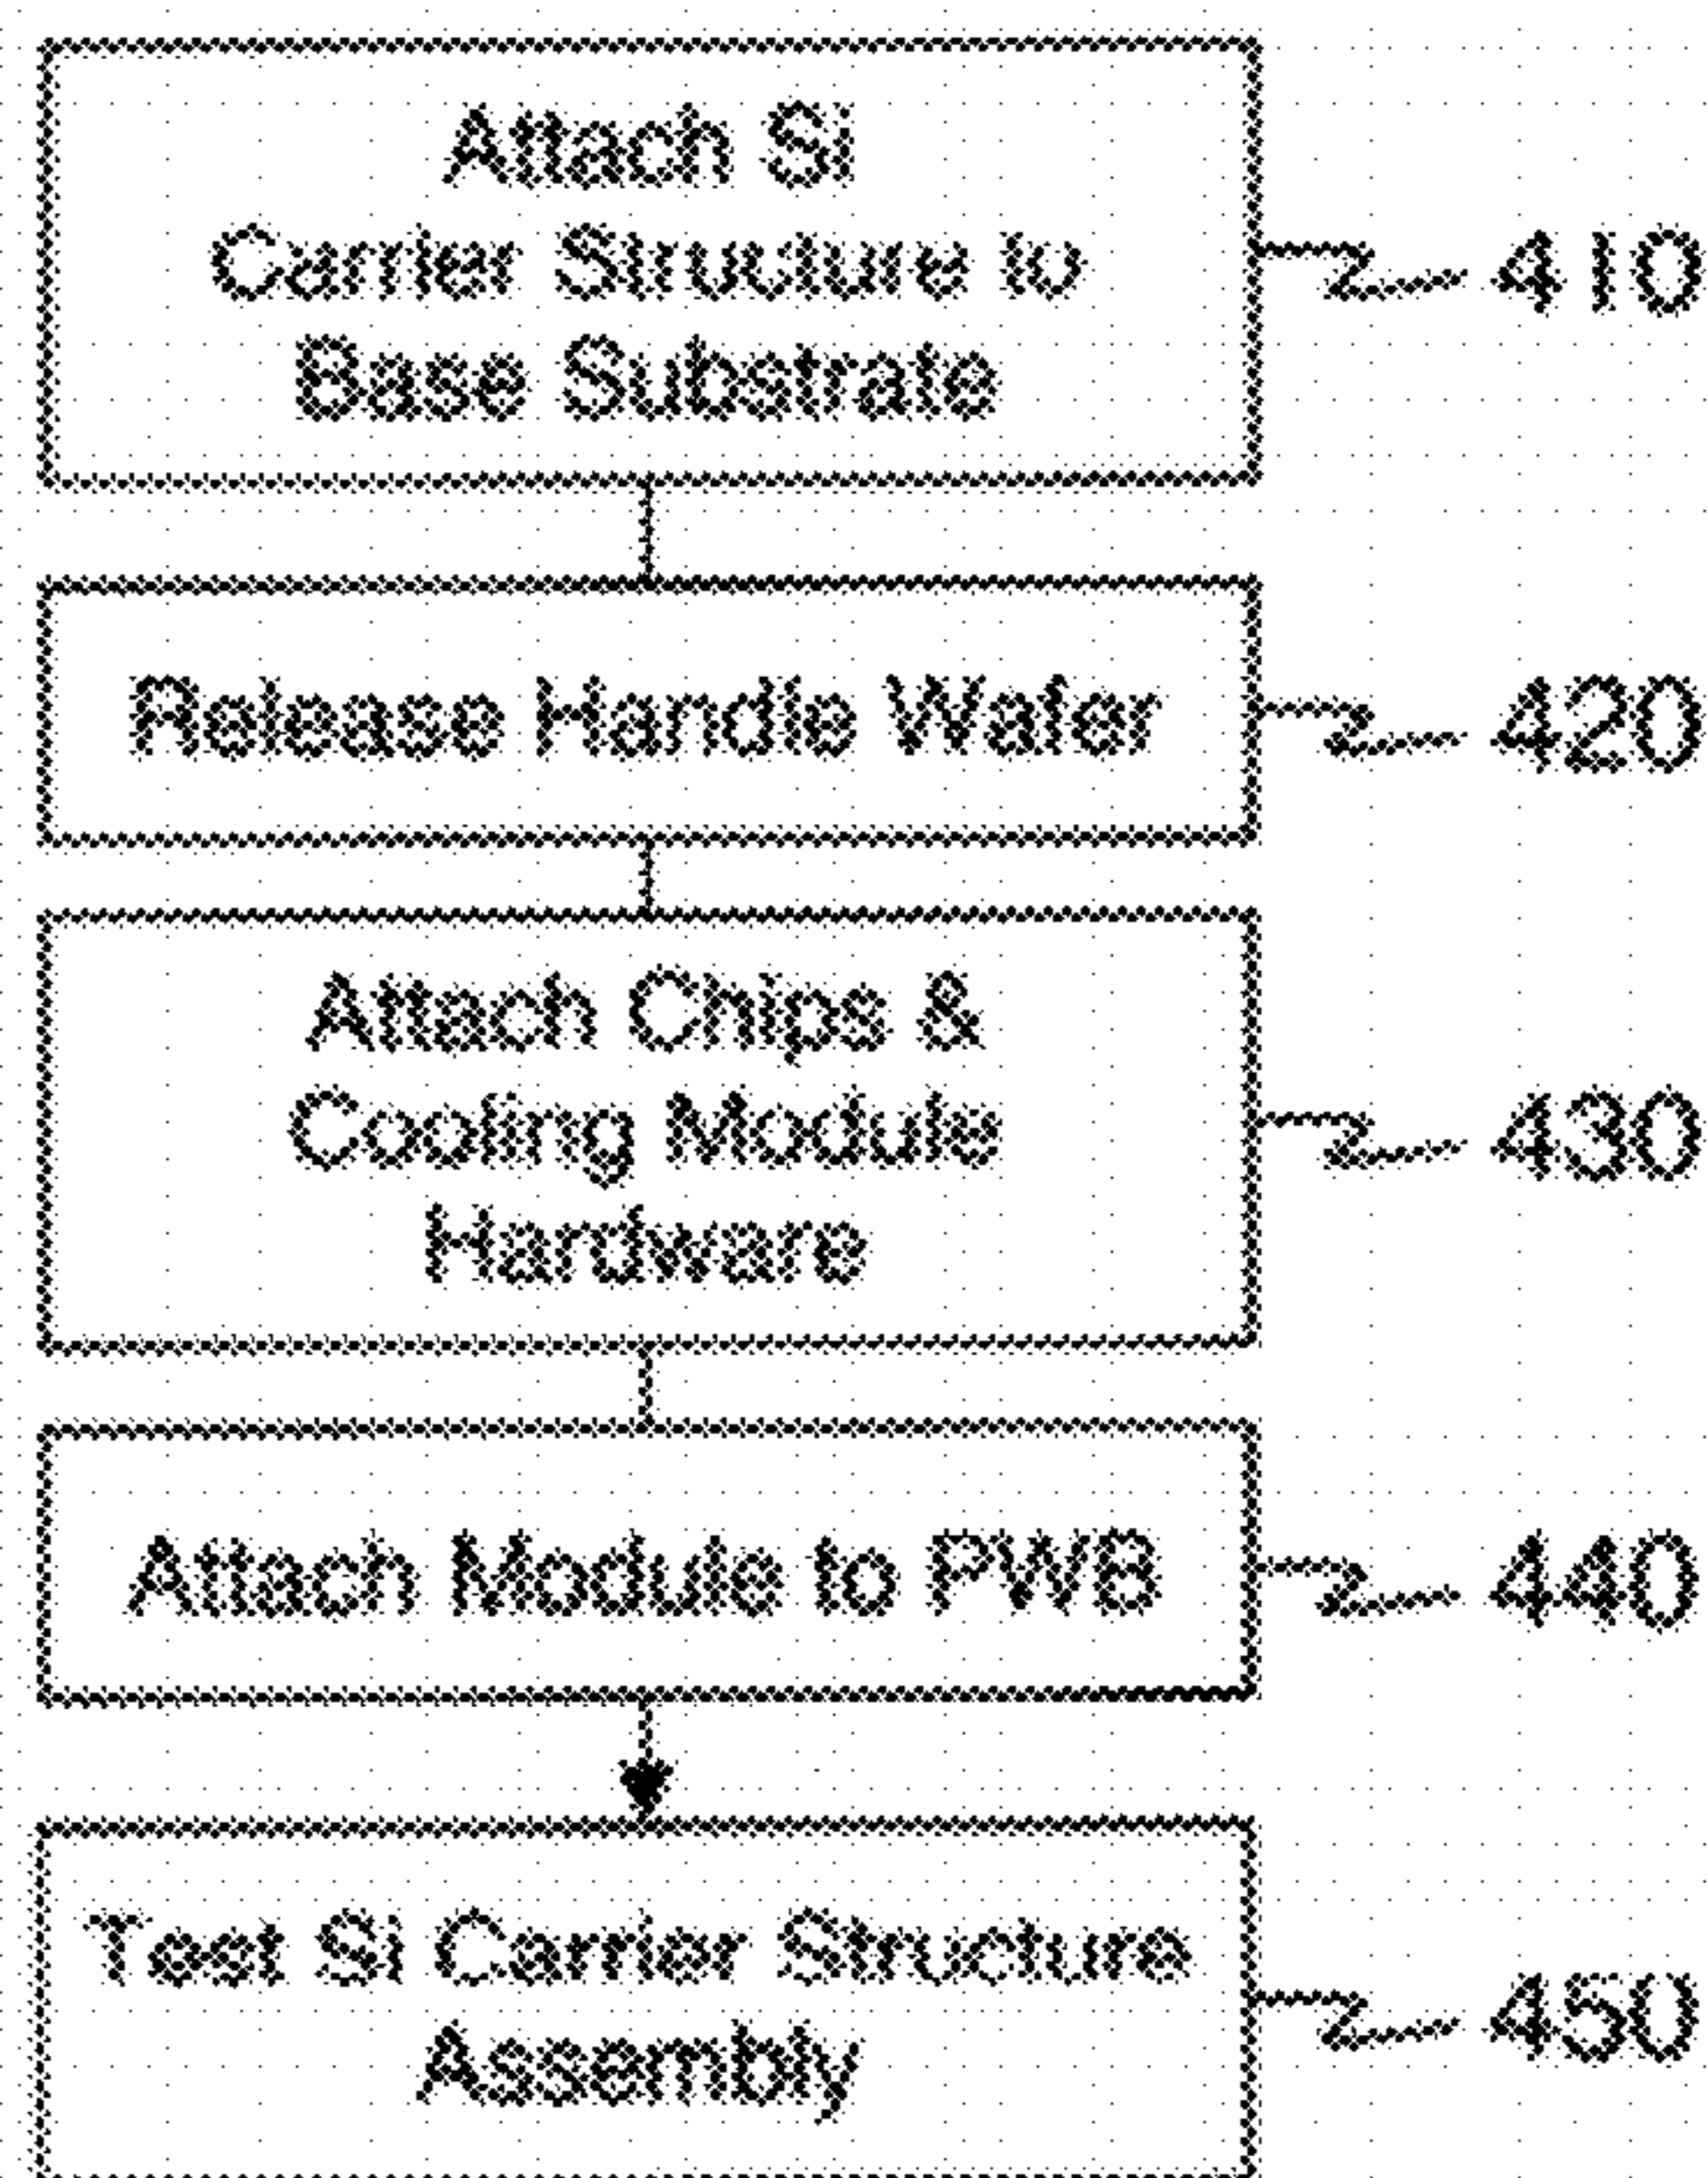 Attach Si
Carrier Structure to
Base Substrate
410
Release Handle Wafer
420
Attach Chips &
Cooling Module
Hardware
430
Attach Module to PWB
440
Test Si Carrier Structure
Assembly
450